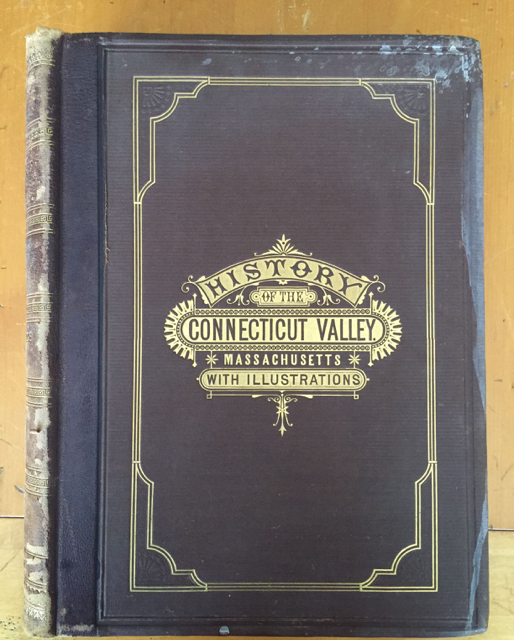 HISTORY
OF THE
CONNECTICUT VALLEY
MASSACHUSETTS
WITH ILLUSTRATIONS